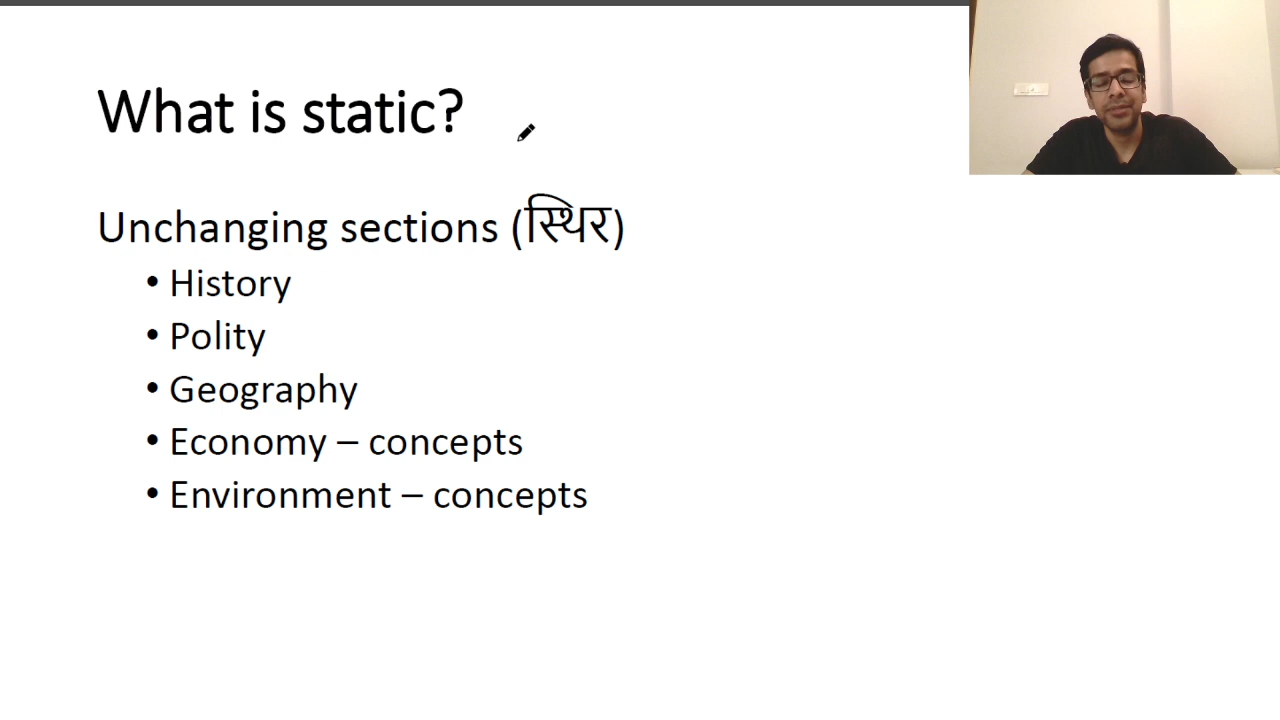 What is static?
Unchanging sections (स्थिर)
• History
• Polity
• Geography
• Economy – concepts
• Environment – concepts